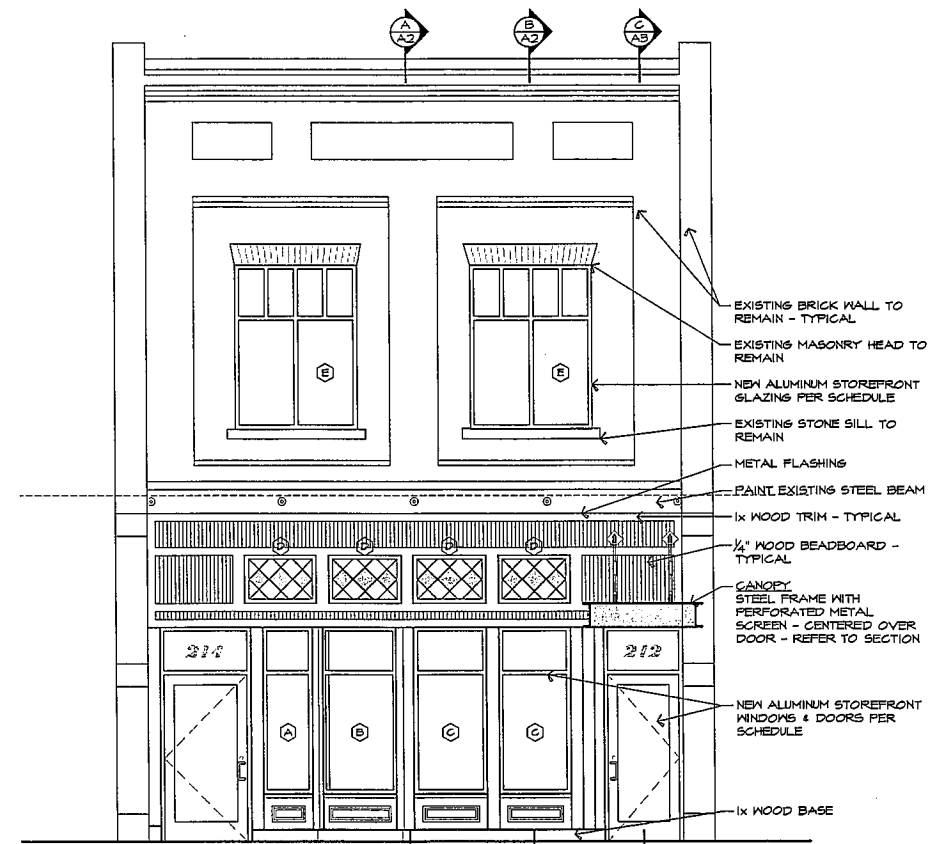 A
A2
B
A2
C
A3
EXISTING BRICK WALL TO
REMAIN - TYPICAL
EXISTING MASONRY HEAD TO
REMAIN
E
E
NEW ALUMINUM STOREFRONT
GLAZING PER SCHEDULE
EXISTING STONE SILL TO
REMAIN
METAL FLASHING
PAINT EXISTING STEEL BEAM
1x WOOD TRIM - TYPICAL
D
D
D
D
1/4" WOOD BEADBOARD -
TYPICAL
CANOPY
STEEL FRAME WITH
PERFORATED METAL
SCREEN - CENTERED OVER
DOOR - REFER TO SECTION
214
212
A
B
C
C
NEW ALUMINUM STOREFRONT
WINDOWS & DOORS PER
SCHEDULE
1x WOOD BASE